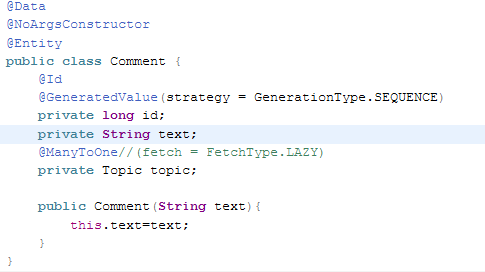 @Data
@NoArgsConstructor
@Entity
public class Comment {
@Id
@GeneratedValue(strategy = GenerationType.SEQUENCE)
private long id;
private String text;
@ManyToOne//(fetch = FetchType.LAZY)
private Topic topic;
public Comment(String text){
this.text=text;
}
}